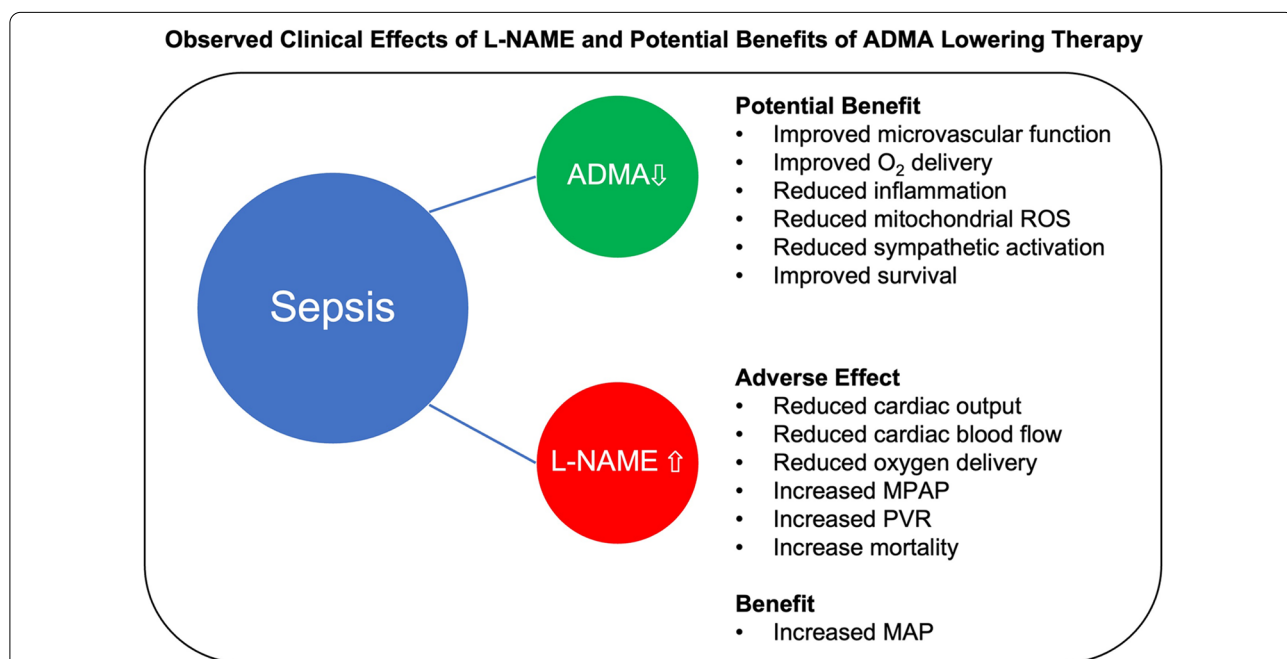 Observed Clinical Effects of L-NAME and Potential Benefits of ADMA Lowering Therapy
Sepsis
ADMA⇩
Potential Benefit
• Improved microvascular function
• Improved O₂ delivery
• Reduced inflammation
• Reduced mitochondrial ROS
• Reduced sympathetic activation
• Improved survival
L-NAME ⇧
Adverse Effect
• Reduced cardiac output
• Reduced cardiac blood flow
• Reduced oxygen delivery
• Increased MPAP
• Increased PVR
• Increase mortality
Benefit
• Increased MAP